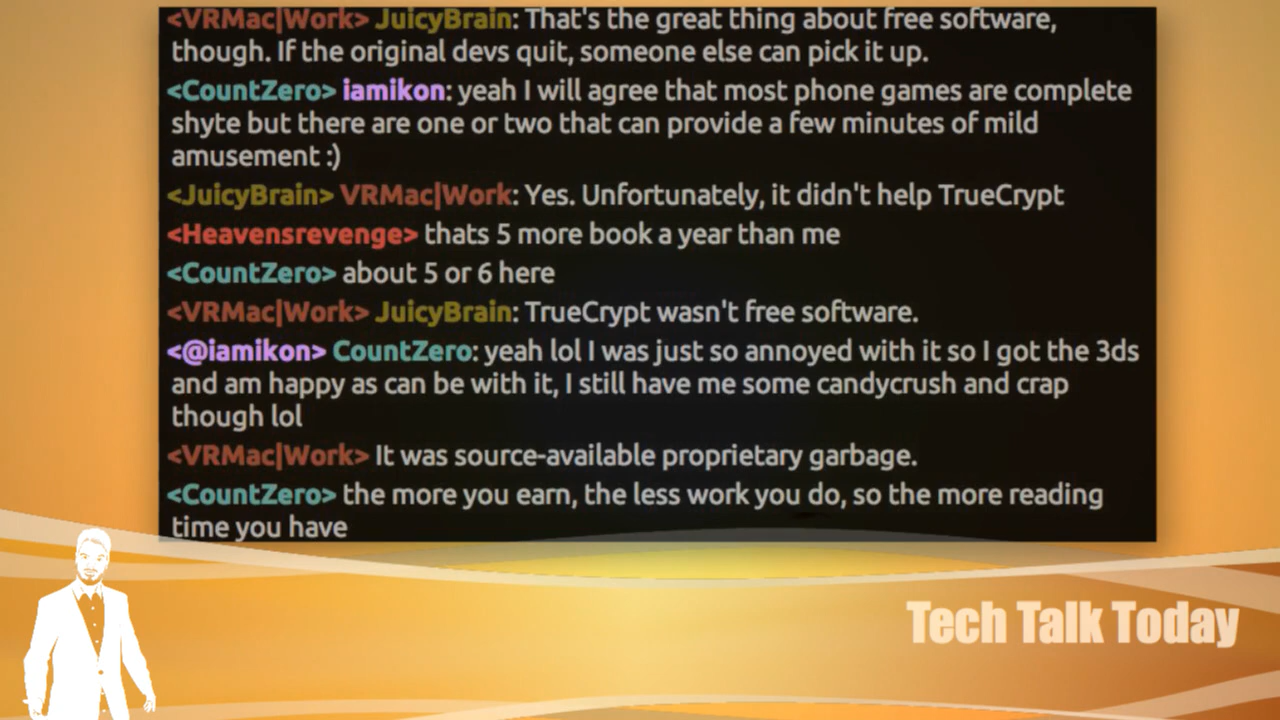 <VRMac|Work> JuicyBrain: That's the great thing about free software,
though. If the original devs quit, someone else can pick it up.
<CountZero> iamikon: yeah I will agree that most phone games are complete
shyte but there are one or two that can provide a few minutes of mild
amusement :)
<JuicyBrain> VRMac|Work: Yes. Unfortunately, it didn't help TrueCrypt
<Heavensrevenge> thats 5 more book a year than me
<CountZero> about 5 or 6 here
<VRMac|Work> JuicyBrain: TrueCrypt wasn't free software.
<@iamikon> CountZero: yeah lol I was just so annoyed with it so I got the 3ds
and am happy as can be with it, I still have me some candycrush and crap
though lol
<VRMac|Work> It was source-available proprietary garbage.
<CountZero> the more you earn, the less work you do, so the more reading
time you have
Tech Talk Today